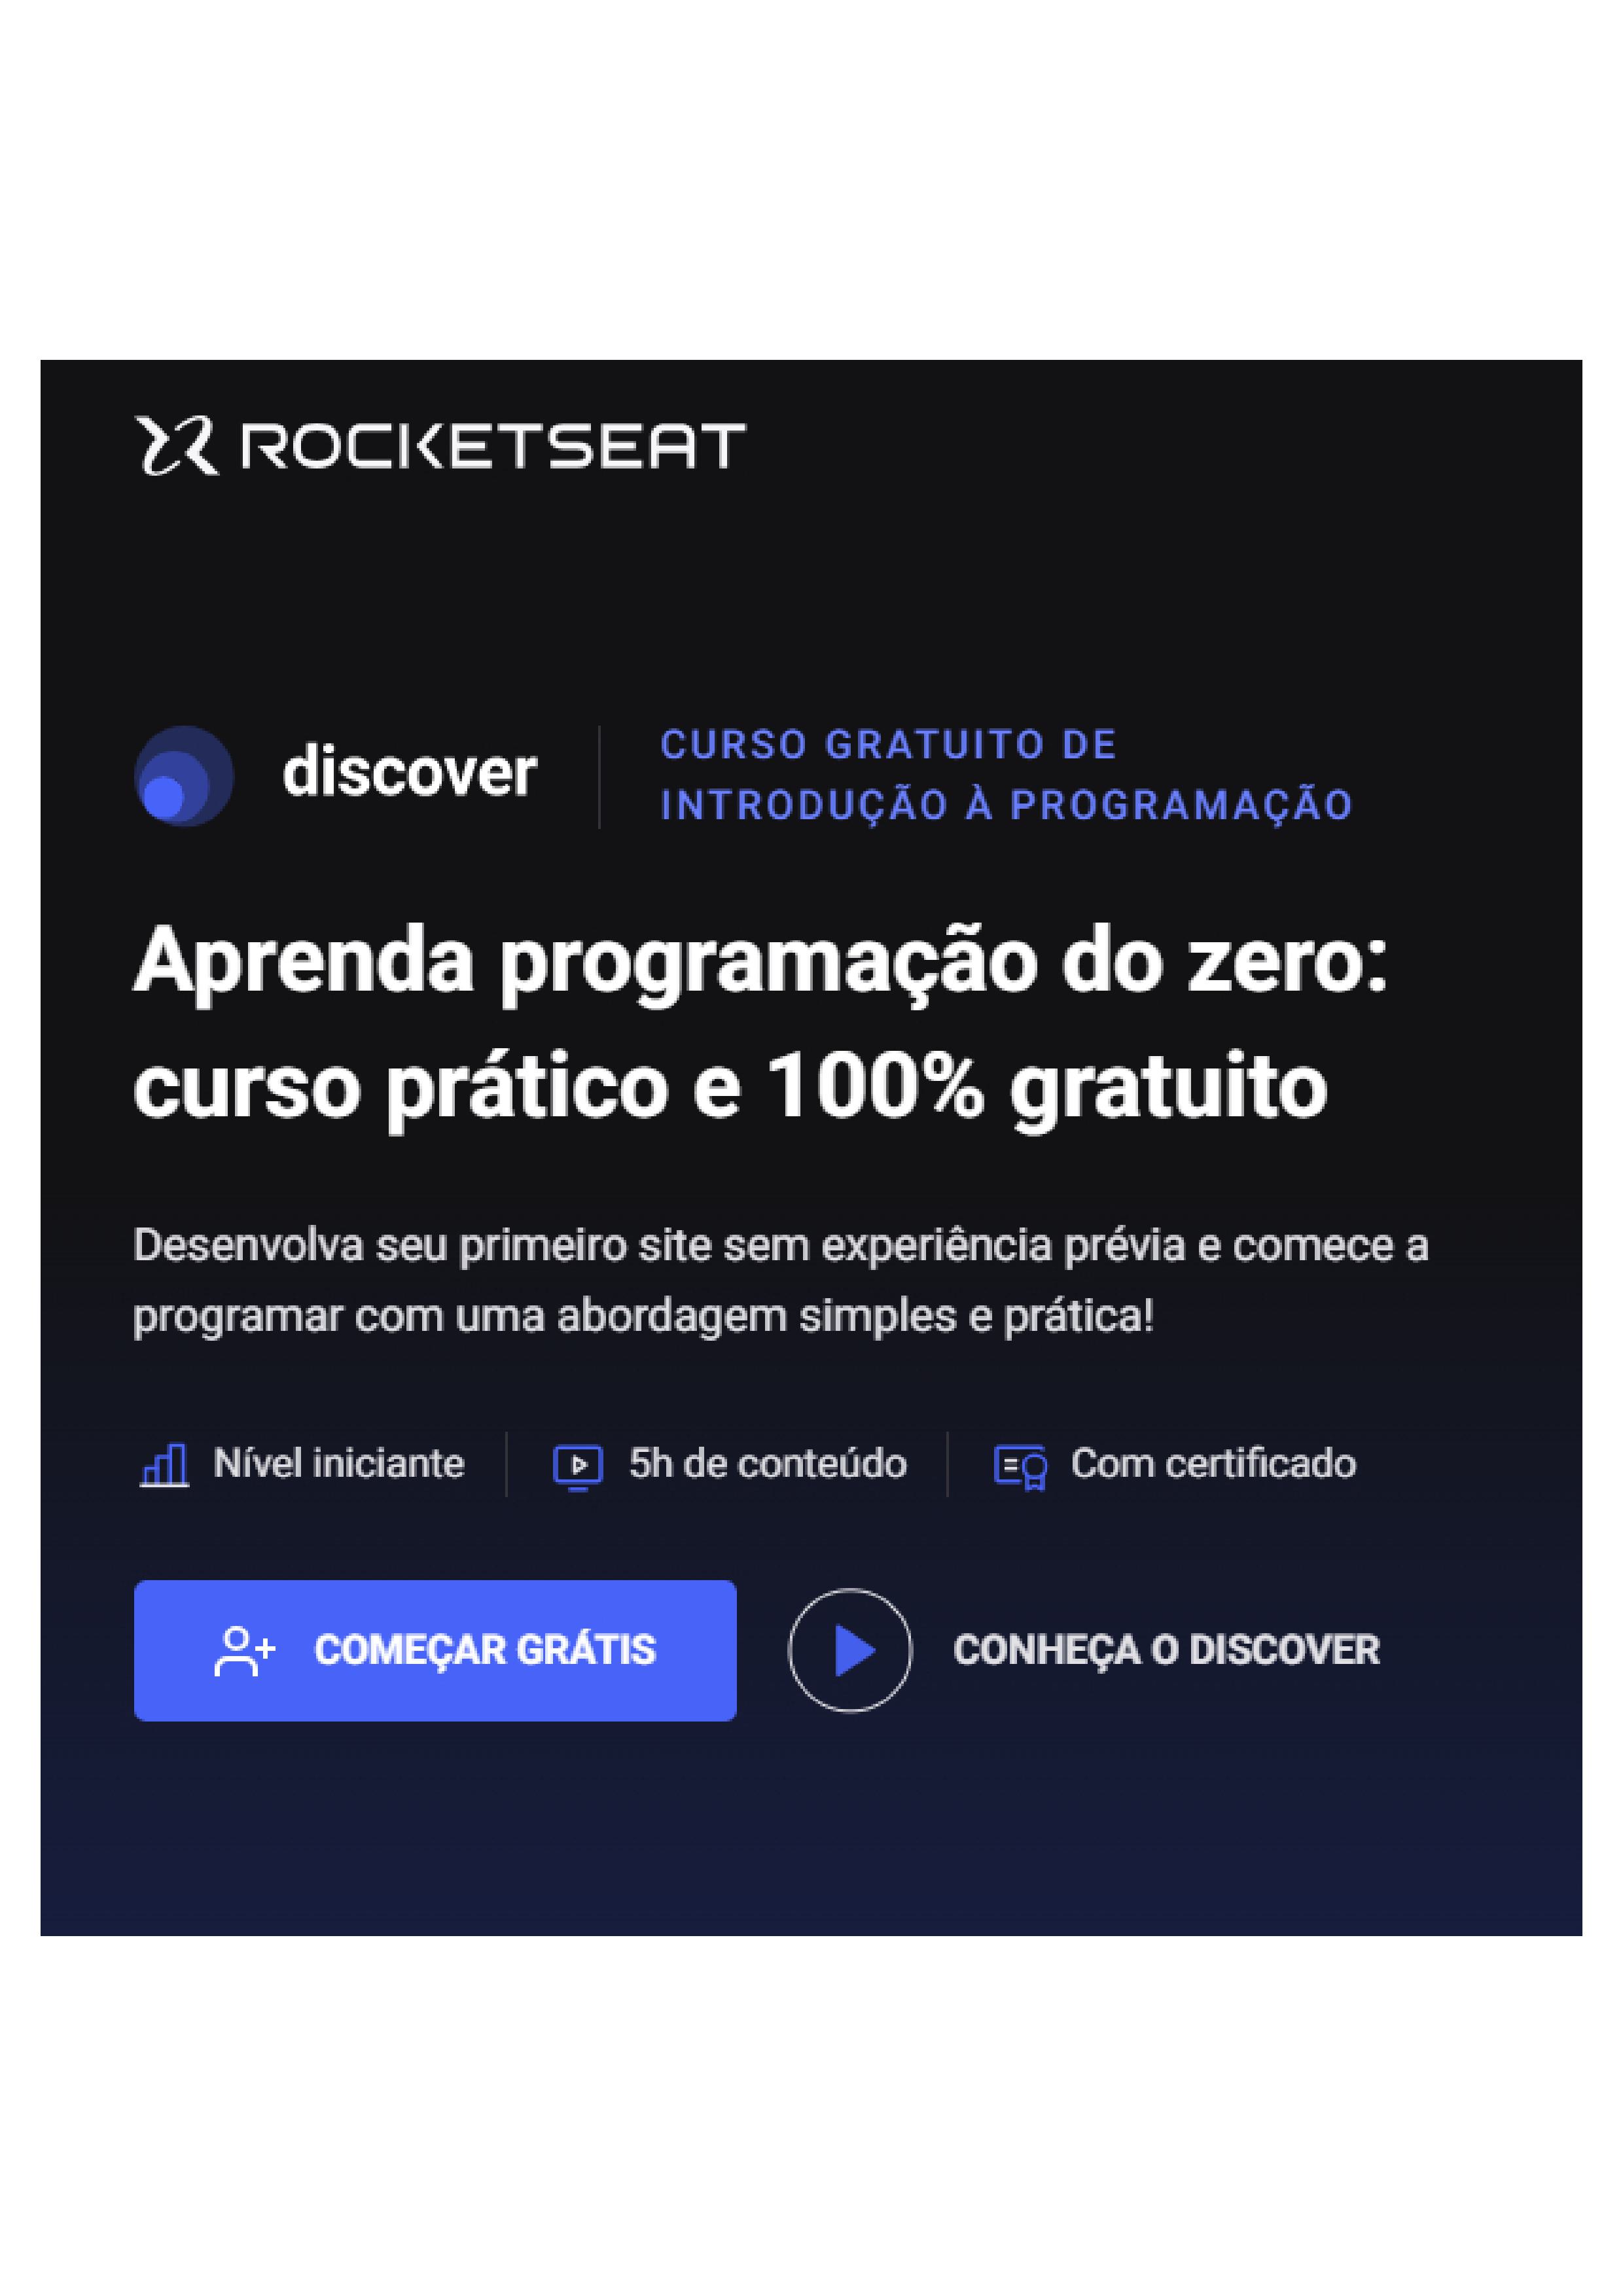 ROCKETSEAT
discover
CURSO GRATUITO DE
INTRODUÇÃO À PROGRAMAÇÃO
Aprenda programação do zero:
curso prático e 100% gratuito
Desenvolva seu primeiro site sem experiência prévia e comece a
programar com uma abordagem simples e prática!
Nível iniciante
5h de conteúdo
Com certificado
COMEÇAR GRÁTIS
CONHEÇA O DISCOVER